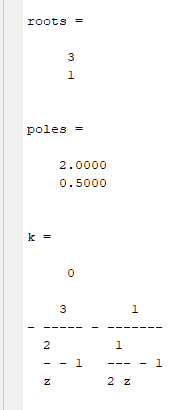 roots =
3
1
poles =
2.0000
0.5000
k =
0
3 1
- ----- - -------
2 1
- - 1 --- - 1
z 2 z